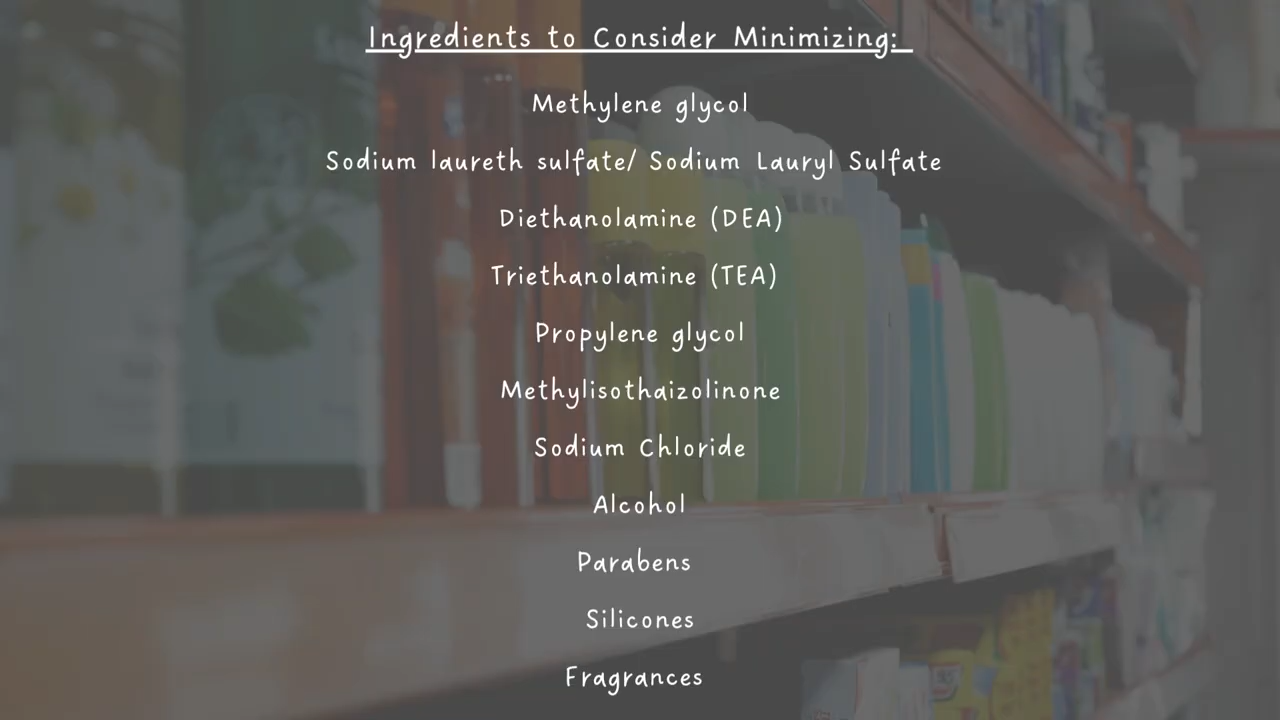 Ingredients to Consider Minimizing:
Methylene glycol
Sodium laureth sulfate/ Sodium Lauryl Sulfate
Diethanolamine (DEA)
Triethanolamine (TEA)
Propylene glycol
Methylisothaizolinone
Sodium Chloride
Alcohol
Parabens
Silicones
Fragrances